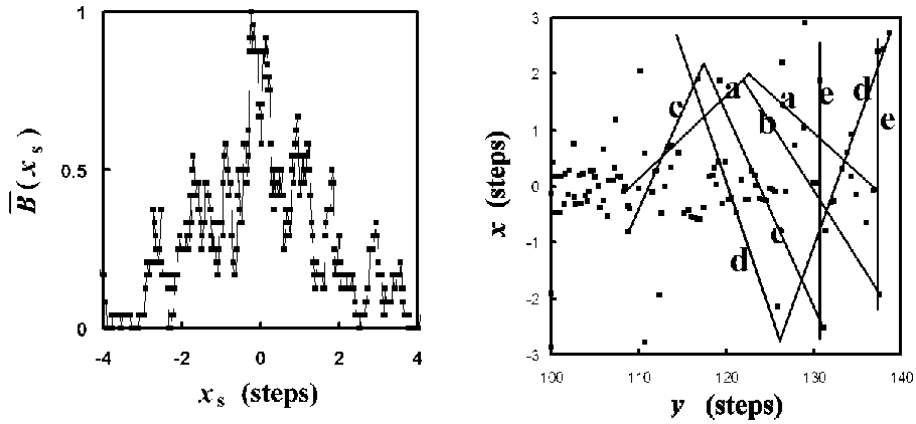 1
0.5
0
B̅(x_s)
-4 -2 0 2 4
x_s (steps)
3
2
1
0
-1
-2
-3
x (steps)
a a e d
c b e
c
d
100 110 120 130 140
y (steps)